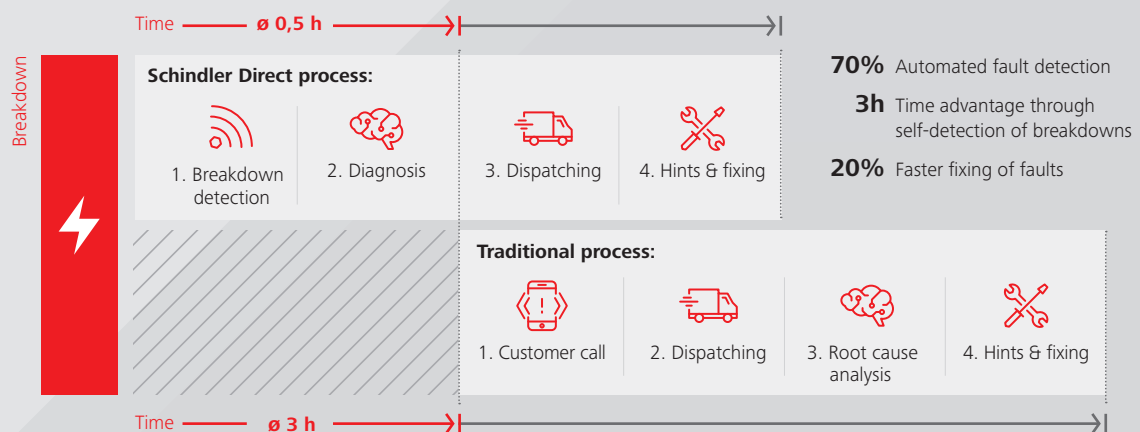 Time ø 0,5 h
Breakdown
Schindler Direct process:
1. Breakdown
detection
2. Diagnosis
3. Dispatching
4. Hints & fixing
70% Automated fault detection
3h Time advantage through
self-detection of breakdowns
20% Faster fixing of faults
Traditional process:
!
1. Customer call
2. Dispatching
3. Root cause
analysis
4. Hints & fixing
Time ø 3 h